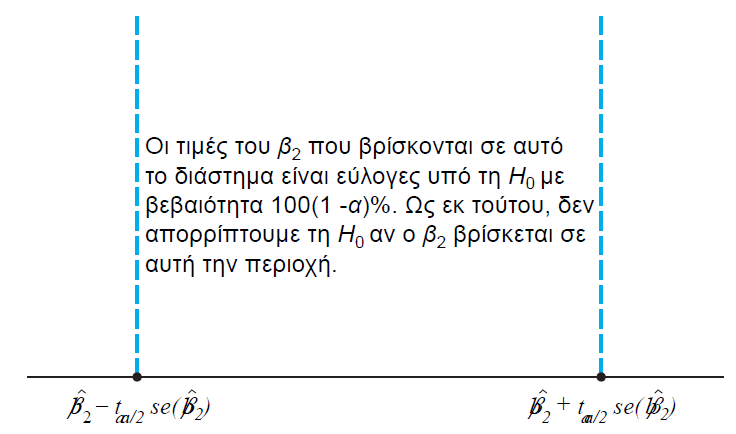 Οι τιμές του β₂ που βρίσκονται σε αυτό
το διάστημα είναι εύλογες υπό τη H₀ με
βεβαιότητα 100(1 -α)%. Ως εκ τούτου, δεν
απορρίπτουμε τη H₀ αν ο β₂ βρίσκεται σε
αυτή την περιοχή.
β̂₂ – tα/2 se(β̂₂) β̂₂ + tα/2 se(β̂₂)